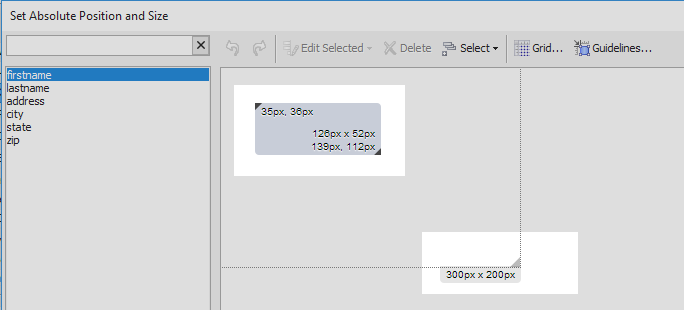 Set Absolute Position and Size
Edit Selected
Delete
Select
Grid...
Guidelines...
firstname
lastname
address
city
state
zip
35px, 36px
126px x 52px
139px, 112px
300px x 200px